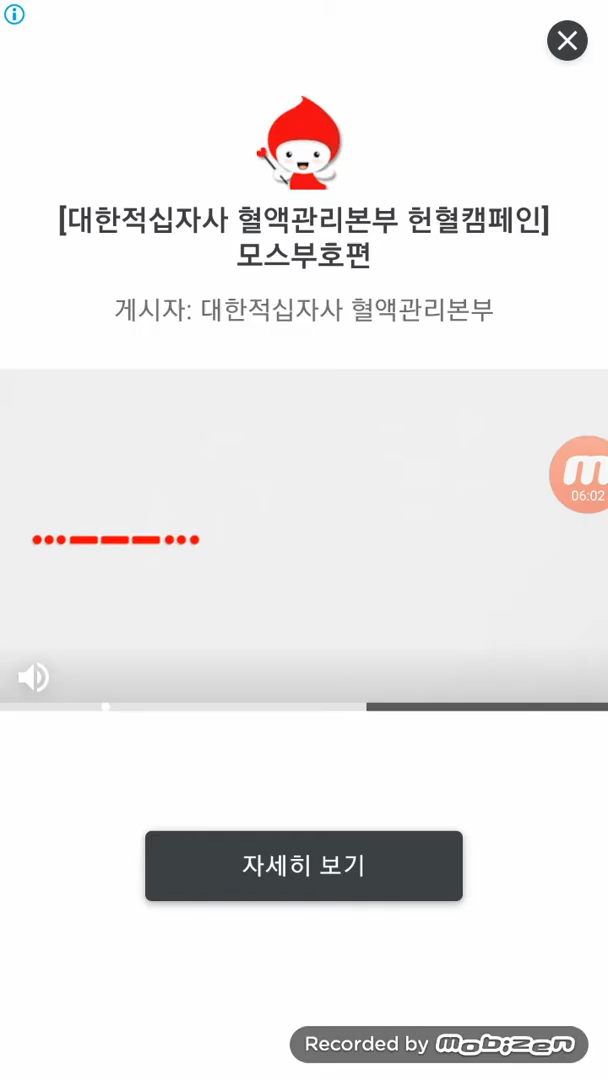 [대한적십자사 혈액관리본부 헌혈캠페인]
모스부호편
게시자: 대한적십자사 혈액관리본부
m
06:02
자세히 보기
Recorded by mobizen